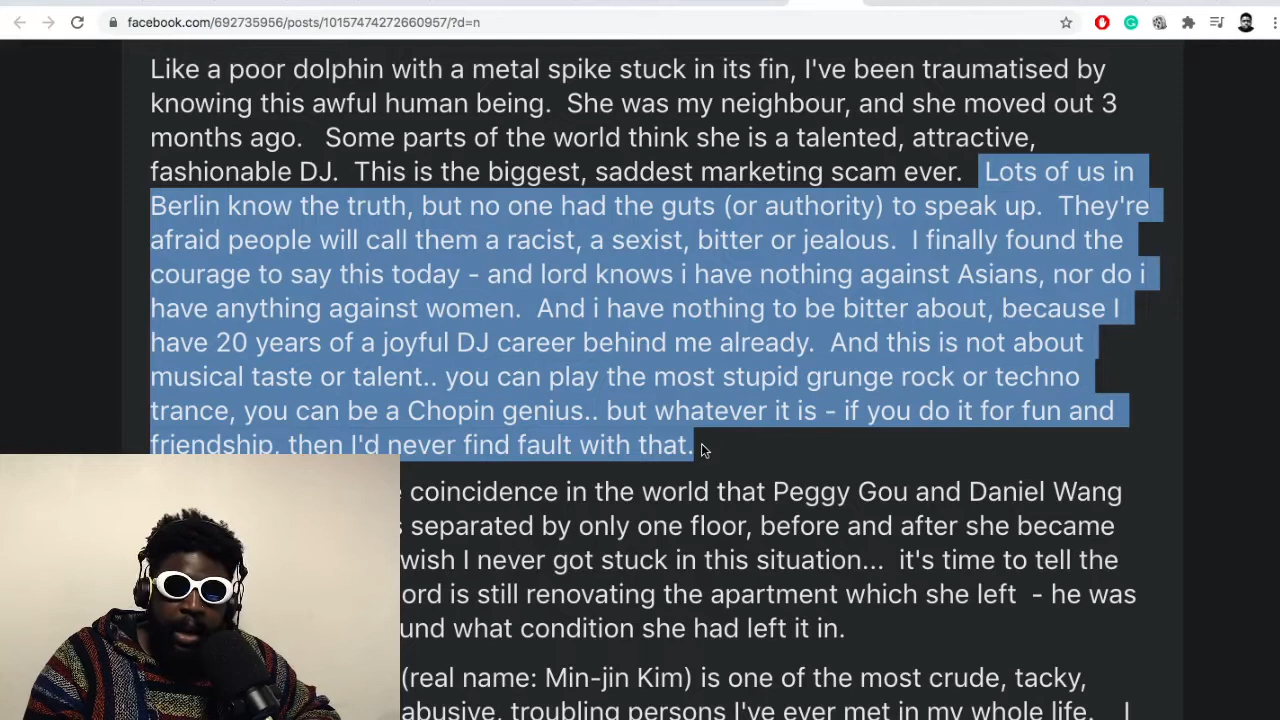 facebook.com/692735956/posts/10157474272660957/?d=n
Like a poor dolphin with a metal spike stuck in its fin, I've been traumatised by
knowing this awful human being.  She was my neighbour, and she moved out 3
months ago.   Some parts of the world think she is a talented, attractive,
fashionable DJ.  This is the biggest, saddest marketing scam ever.   Lots of us in
Berlin know the truth, but no one had the guts (or authority) to speak up.  They're
afraid people will call them a racist, a sexist, bitter or jealous.  I finally found the
courage to say this today - and lord knows i have nothing against Asians, nor do i
have anything against women.  And i have nothing to be bitter about, because I
have 20 years of a joyful DJ career behind me already.  And this is not about
musical taste or talent.. you can play the most stupid grunge rock or techno
trance, you can be a Chopin genius.. but whatever it is - if you do it for fun and
friendship, then I'd never find fault with that.
coincidence in the world that Peggy Gou and Daniel Wang
separated by only one floor, before and after she became
wish I never got stuck in this situation...  it's time to tell the
ord is still renovating the apartment which she left  - he was
und what condition she had left it in.
(real name: Min-jin Kim) is one of the most crude, tacky,
abusive, troubling persons I've ever met in my whole life.    I